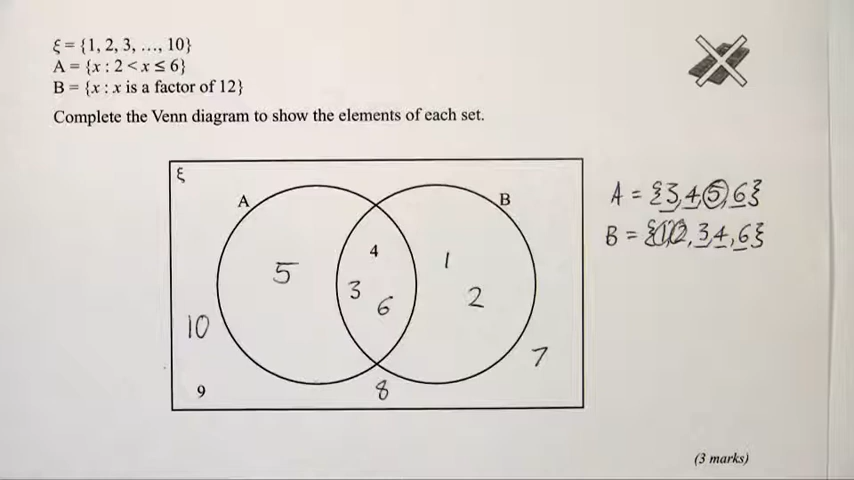 ξ = {1, 2, 3, …, 10}
A = {x : 2 < x ≤ 6}
B = {x : x is a factor of 12}
Complete the Venn diagram to show the elements of each set.
ξ
A
B
A = {3, 4, 5, 6}
B = {1, 2, 3, 4, 6}
4
1
5
3
6
2
10
7
9
8
(3 marks)